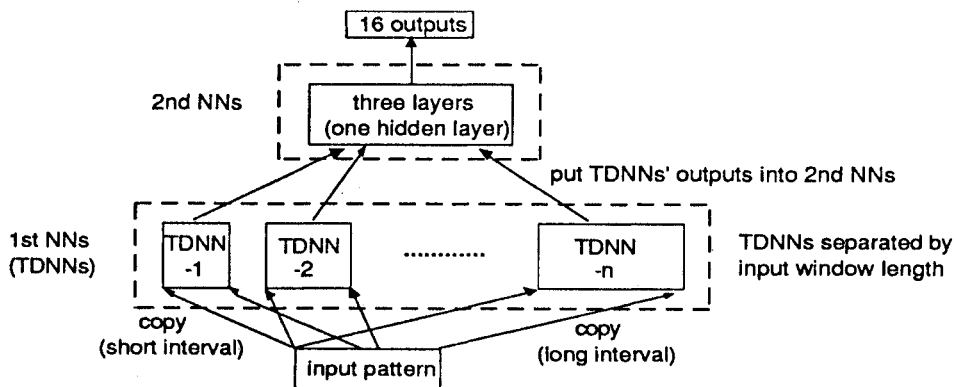 16 outputs
2nd NNs
three layers
(one hidden layer)
put TDNNs' outputs into 2nd NNs
1st NNs
(TDNNs)
TDNN
-1
TDNN
-2
............
TDNN
-n
TDNNs separated by
input window length
copy
(short interval)
copy
(long interval)
input pattern